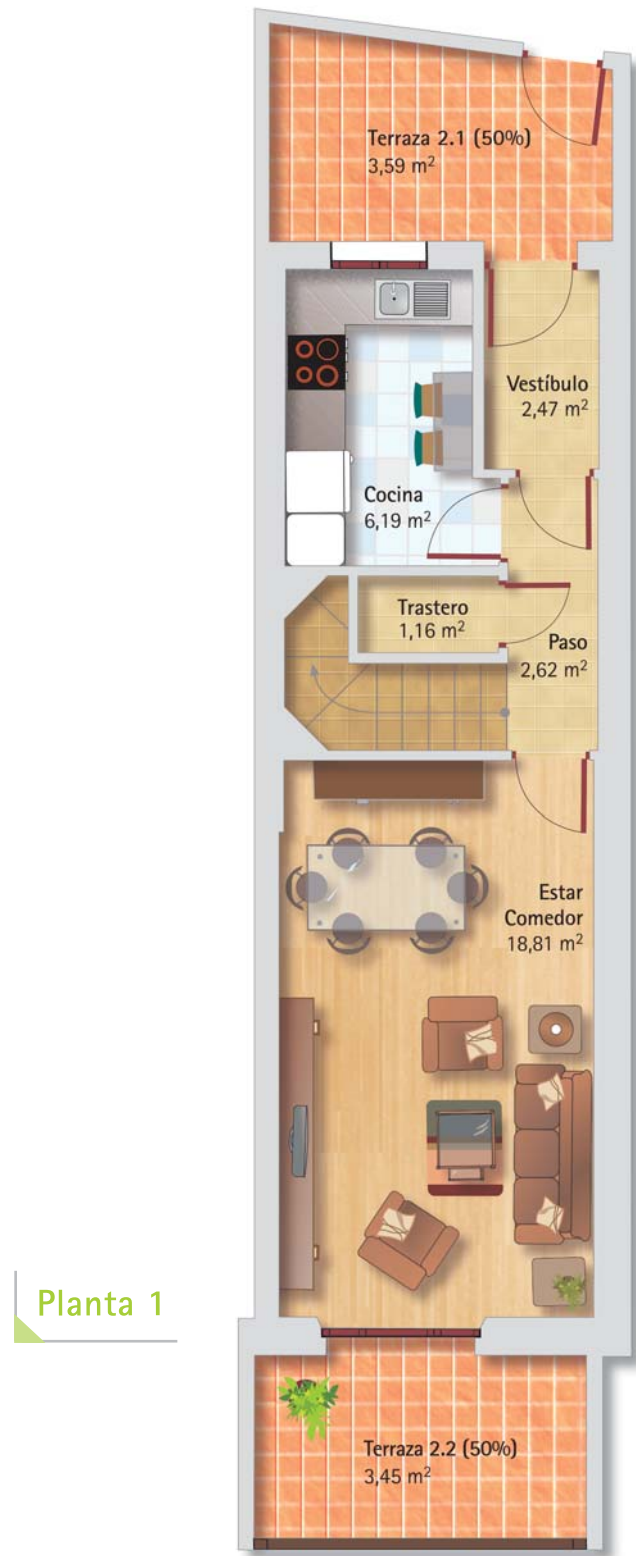 Terraza 2.1 (50%)
3,59 m²
Vestíbulo
2,47 m²
Cocina
6,19 m²
Trastero
1,16 m²
Paso
2,62 m²
Estar
Comedor
18,81 m²
Planta 1
Terraza 2.2 (50%)
3,45 m²